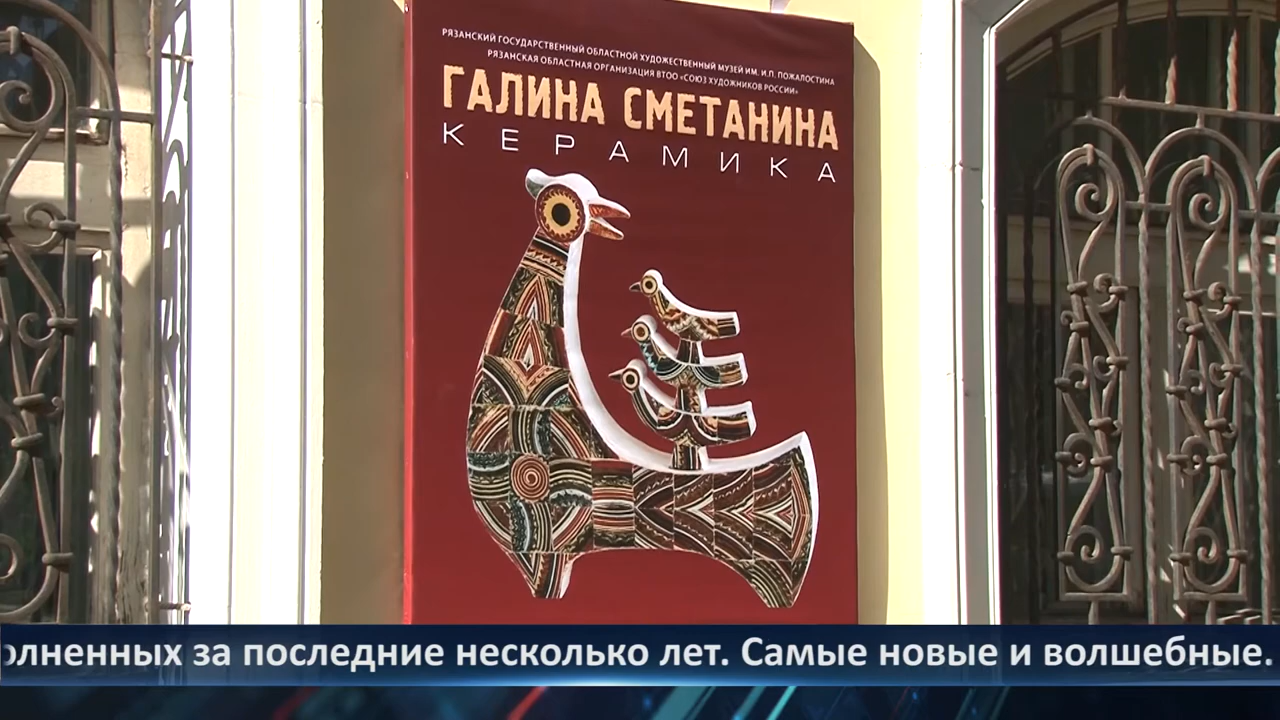 РЯЗАНСКИЙ ГОСУДАРСТВЕННЫЙ ОБЛАСТНОЙ ХУДОЖЕСТВЕННЫЙ МУЗЕЙ ИМ. И.П. ПОЖАЛОСТИНА
РЯЗАНСКАЯ ОБЛАСТНАЯ ОРГАНИЗАЦИЯ ВТОО «СОЮЗ ХУДОЖНИКОВ РОССИИ»
ГАЛИНА СМЕТАНИНА
КЕРАМИКА
олненных за последние несколько лет. Самые новые и волшебные.